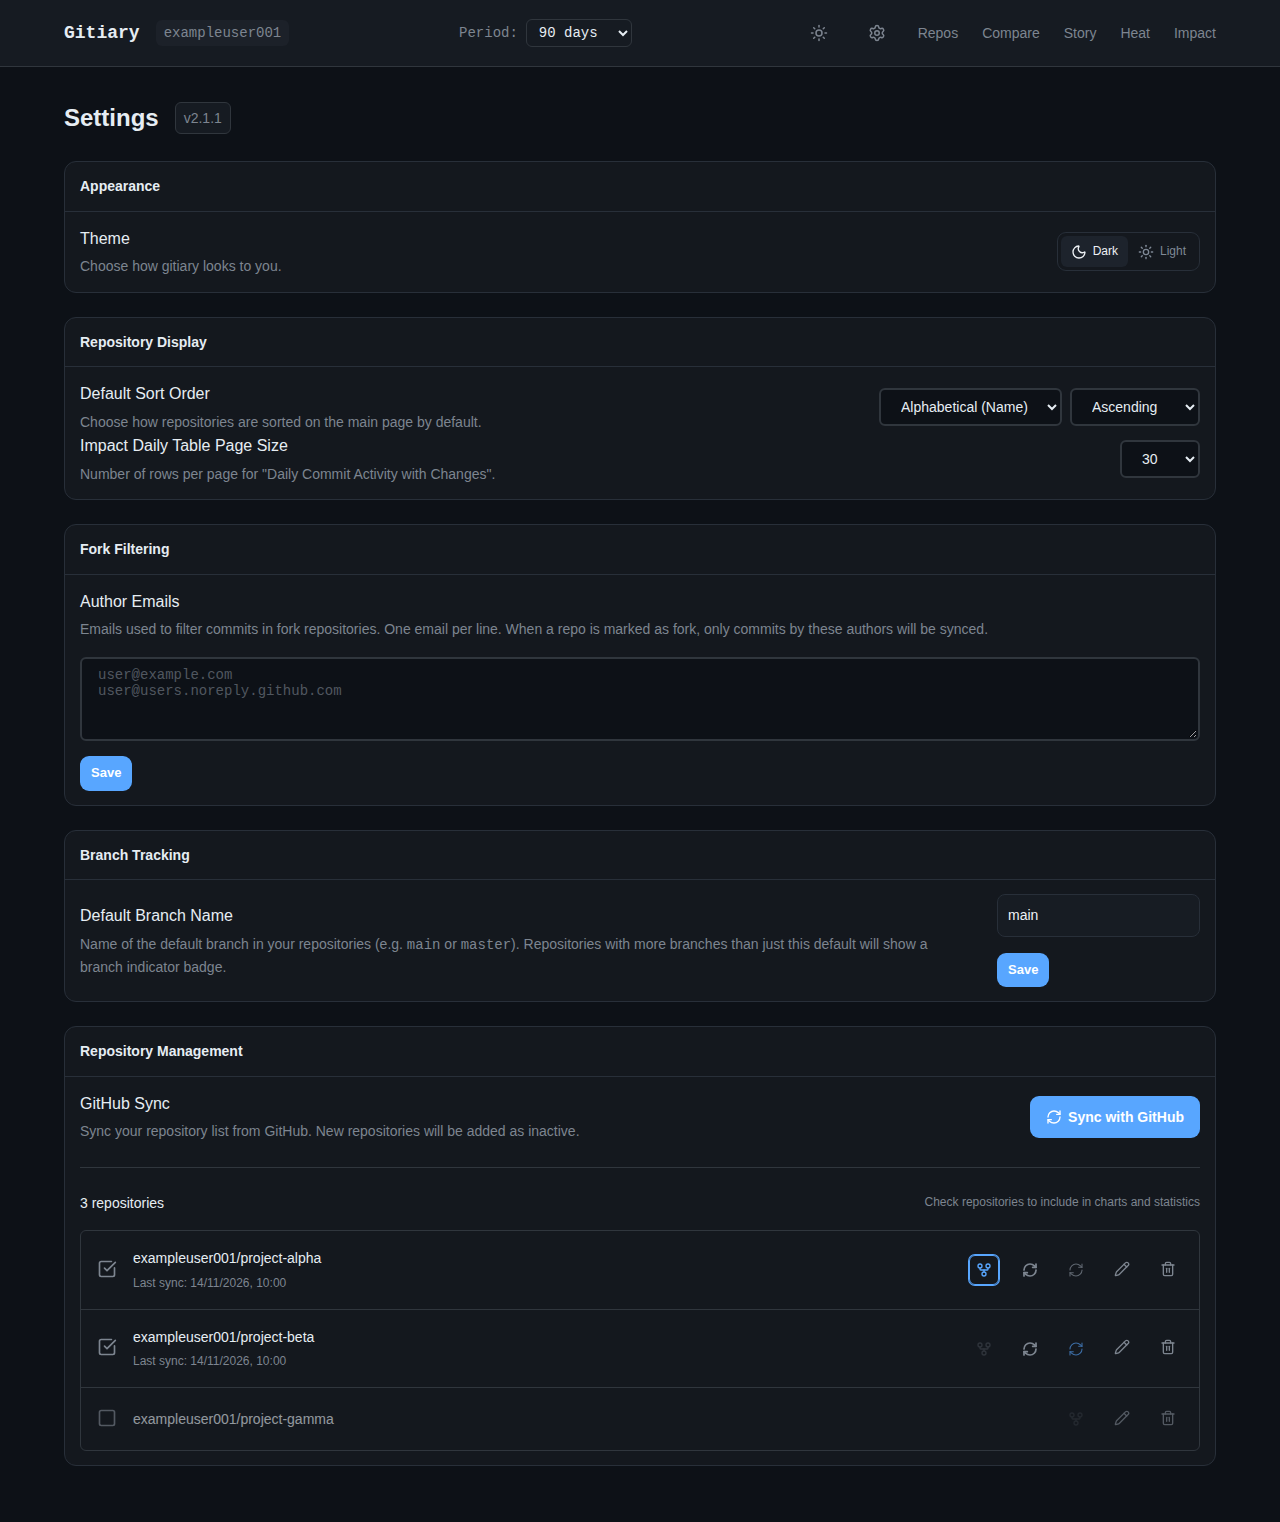 Gitiary exampleuser001 Period: 90 days Repos Compare Story Heat Impact
Settings v2.1.1
Appearance
Theme
Choose how gitiary looks to you.
Dark Light
Repository Display
Default Sort Order
Choose how repositories are sorted on the main page by default.
Alphabetical (Name) Ascending
Impact Daily Table Page Size
Number of rows per page for "Daily Commit Activity with Changes".
30
Fork Filtering
Author Emails
Emails used to filter commits in fork repositories. One email per line. When a repo is marked as fork, only commits by these authors will be synced.
user@example.com
user@users.noreply.github.com
Save
Branch Tracking
Default Branch Name
Name of the default branch in your repositories (e.g. main or master). Repositories with more branches than just this default will show a
branch indicator badge.
main
Save
Repository Management
GitHub Sync
Sync your repository list from GitHub. New repositories will be added as inactive.
Sync with GitHub
3 repositories Check repositories to include in charts and statistics
exampleuser001/project-alpha
Last sync: 14/11/2026, 10:00
exampleuser001/project-beta
Last sync: 14/11/2026, 10:00
exampleuser001/project-gamma